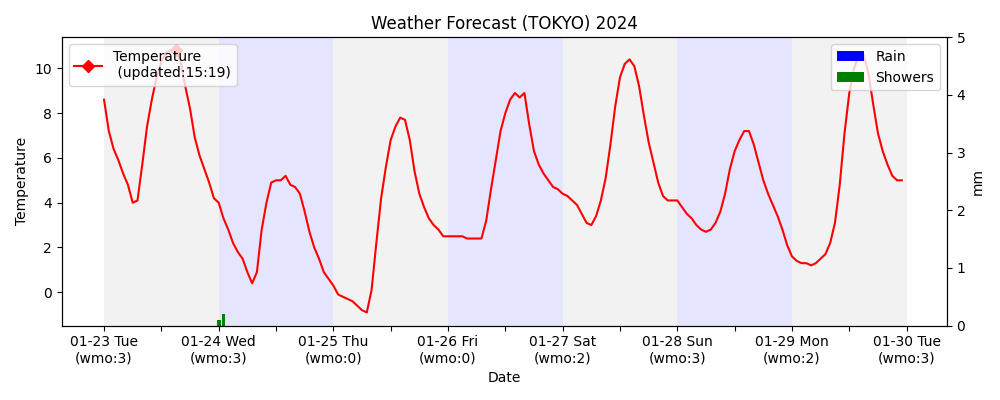 Weather Forecast (TOKYO) 2024
Temperature
(updated:15:19)
Rain
Showers
10
8
6
4
2
0
Temperature
5
4
3
2
1
0
mm
01-23 Tue
(wmo:3)
01-24 Wed
(wmo:3)
01-25 Thu
(wmo:0)
01-26 Fri
(wmo:0)
01-27 Sat
(wmo:2)
01-28 Sun
(wmo:3)
01-29 Mon
(wmo:2)
01-30 Tue
(wmo:3)
Date